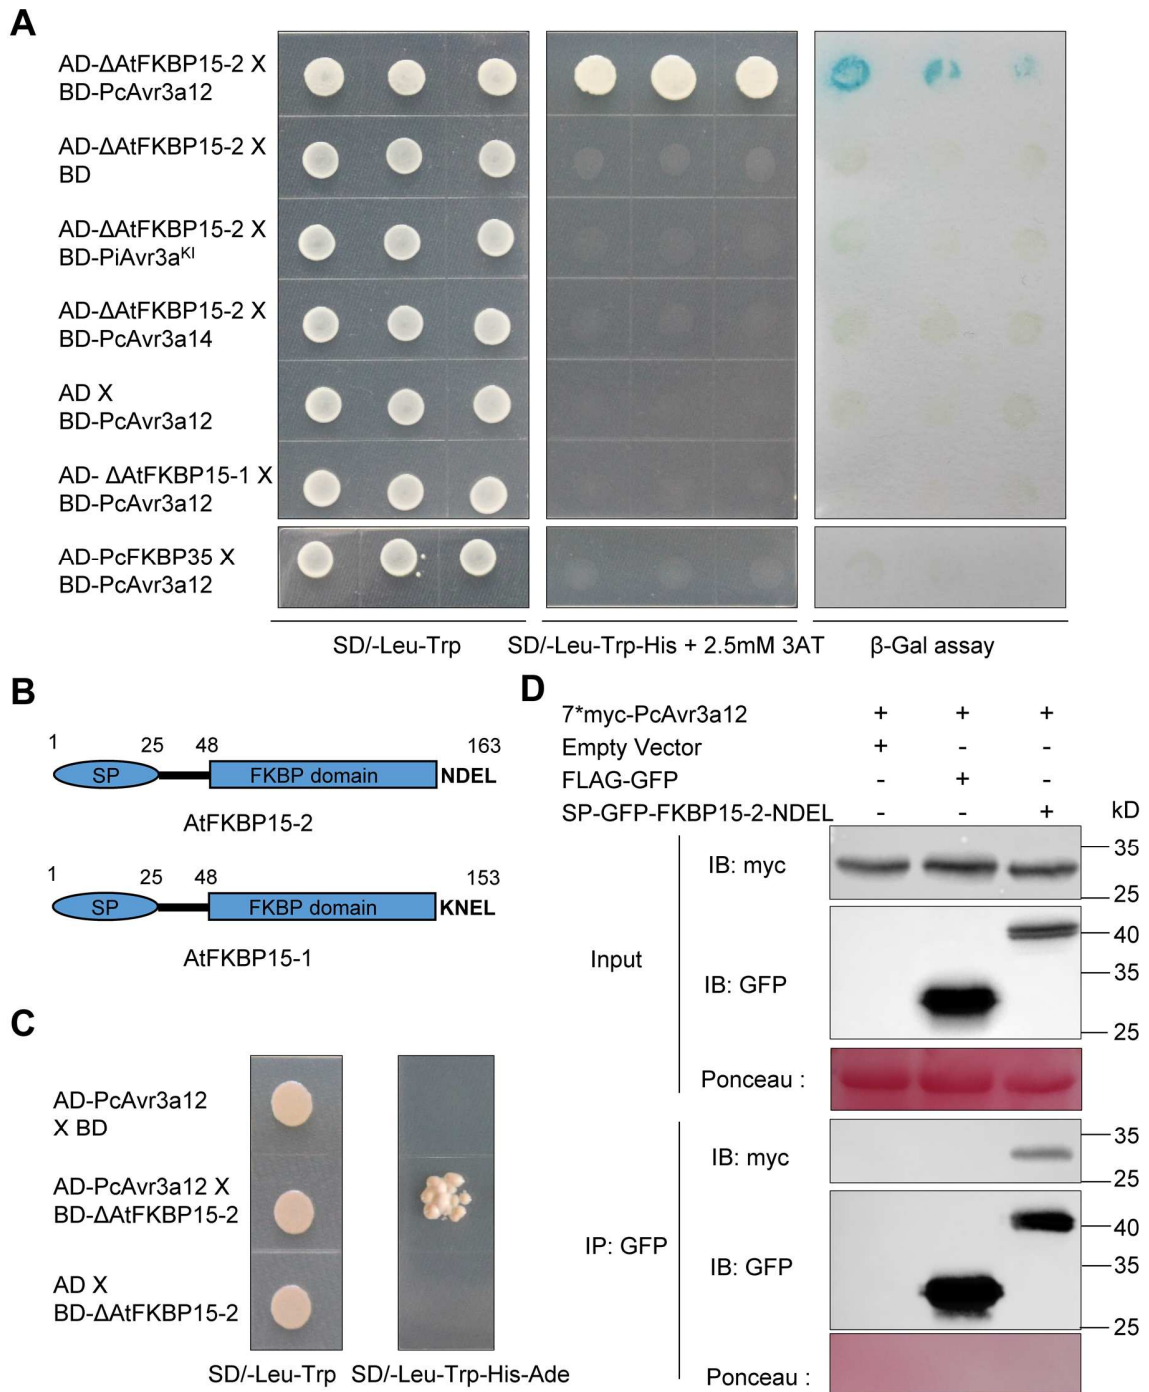 A
AD-ΔAtFKBP15-2 X
BD-PcAvr3a12
AD-ΔAtFKBP15-2 X
BD
AD-ΔAtFKBP15-2 X
BD-PiAvr3aᴷᴵ
AD-ΔAtFKBP15-2 X
BD-PcAvr3a14
AD X
BD-PcAvr3a12
AD- ΔAtFKBP15-1 X
BD-PcAvr3a12
AD-PcFKBP35 X
BD-PcAvr3a12
SD/-Leu-Trp
SD/-Leu-Trp-His + 2.5mM 3AT
β-Gal assay
B
1 25 48 163
SP FKBP domain NDEL
AtFKBP15-2
1 25 48 153
SP FKBP domain KNEL
AtFKBP15-1
C
AD-PcAvr3a12
X BD
AD-PcAvr3a12 X
BD-ΔAtFKBP15-2
AD X
BD-ΔAtFKBP15-2
SD/-Leu-Trp
SD/-Leu-Trp-His-Ade
D
7*myc-PcAvr3a12 + + +
Empty Vector + - -
FLAG-GFP - + -
SP-GFP-FKBP15-2-NDEL - - +
kD
Input
IB: myc
35
25
IB: GFP
40
35
25
Ponceau :
IP: GFP
IB: myc
35
25
IB: GFP
40
35
25
Ponceau :